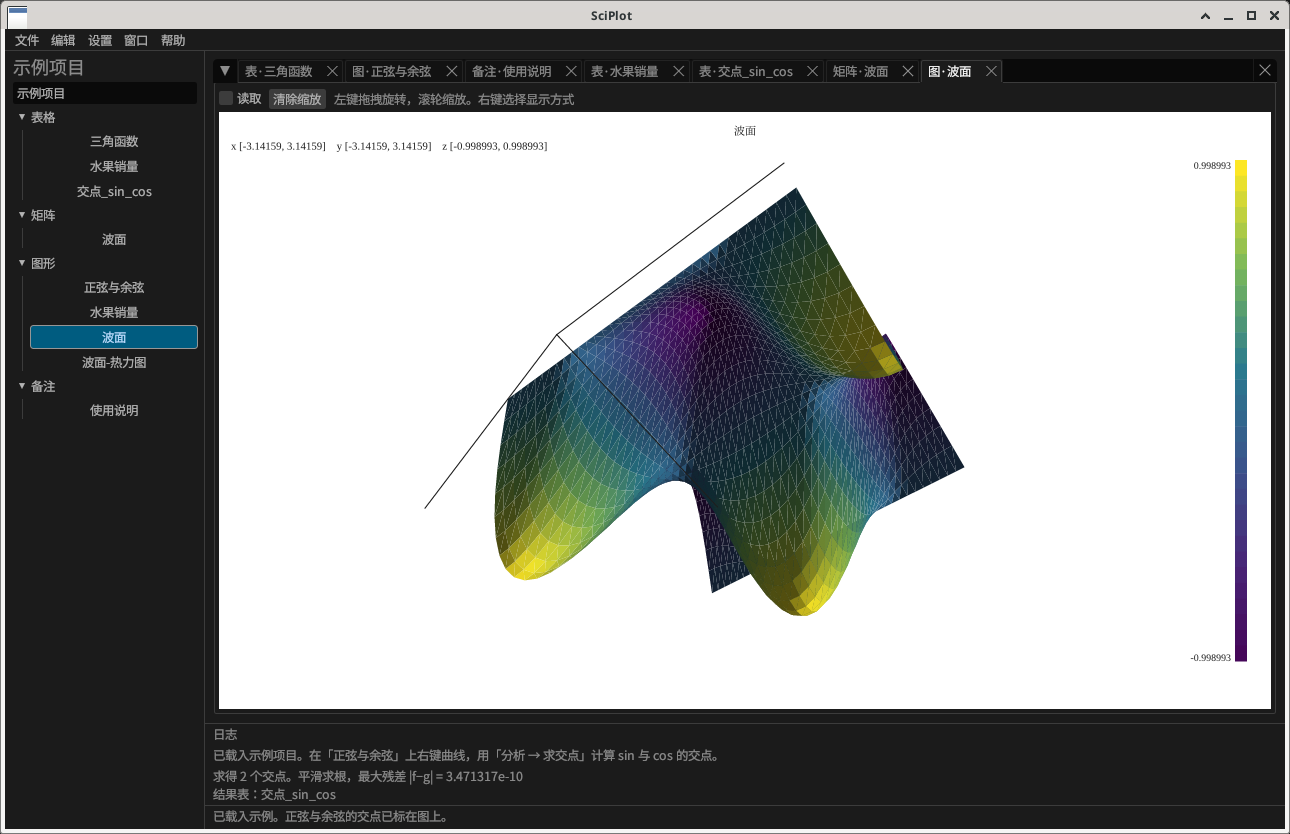 SciPlot
文件 编辑 设置 窗口 帮助
示例项目
示例项目
▼ 表格
三角函数
水果销量
交点_sin_cos
▼ 矩阵
波面
▼ 图形
正弦与余弦
水果销量
波面
波面-热力图
▼ 备注
使用说明
▼ 表·三角函数 图·正弦与余弦 备注·使用说明 表·水果销量 表·交点_sin_cos 矩阵·波面 图·波面
读取 清除缩放 左键拖拽旋转，滚轮缩放。右键选择显示方式
波面
x [-3.14159, 3.14159] y [-3.14159, 3.14159] z [-0.998993, 0.998993]
0.998993
-0.998993
日志
已载入示例项目。在「正弦与余弦」上右键曲线，用「分析 → 求交点」计算 sin 与 cos 的交点。
求得 2 个交点。平滑求根，最大残差 |f−g| = 3.471317e-10
结果表：交点_sin_cos
已载入示例。正弦与余弦的交点已标在图上。